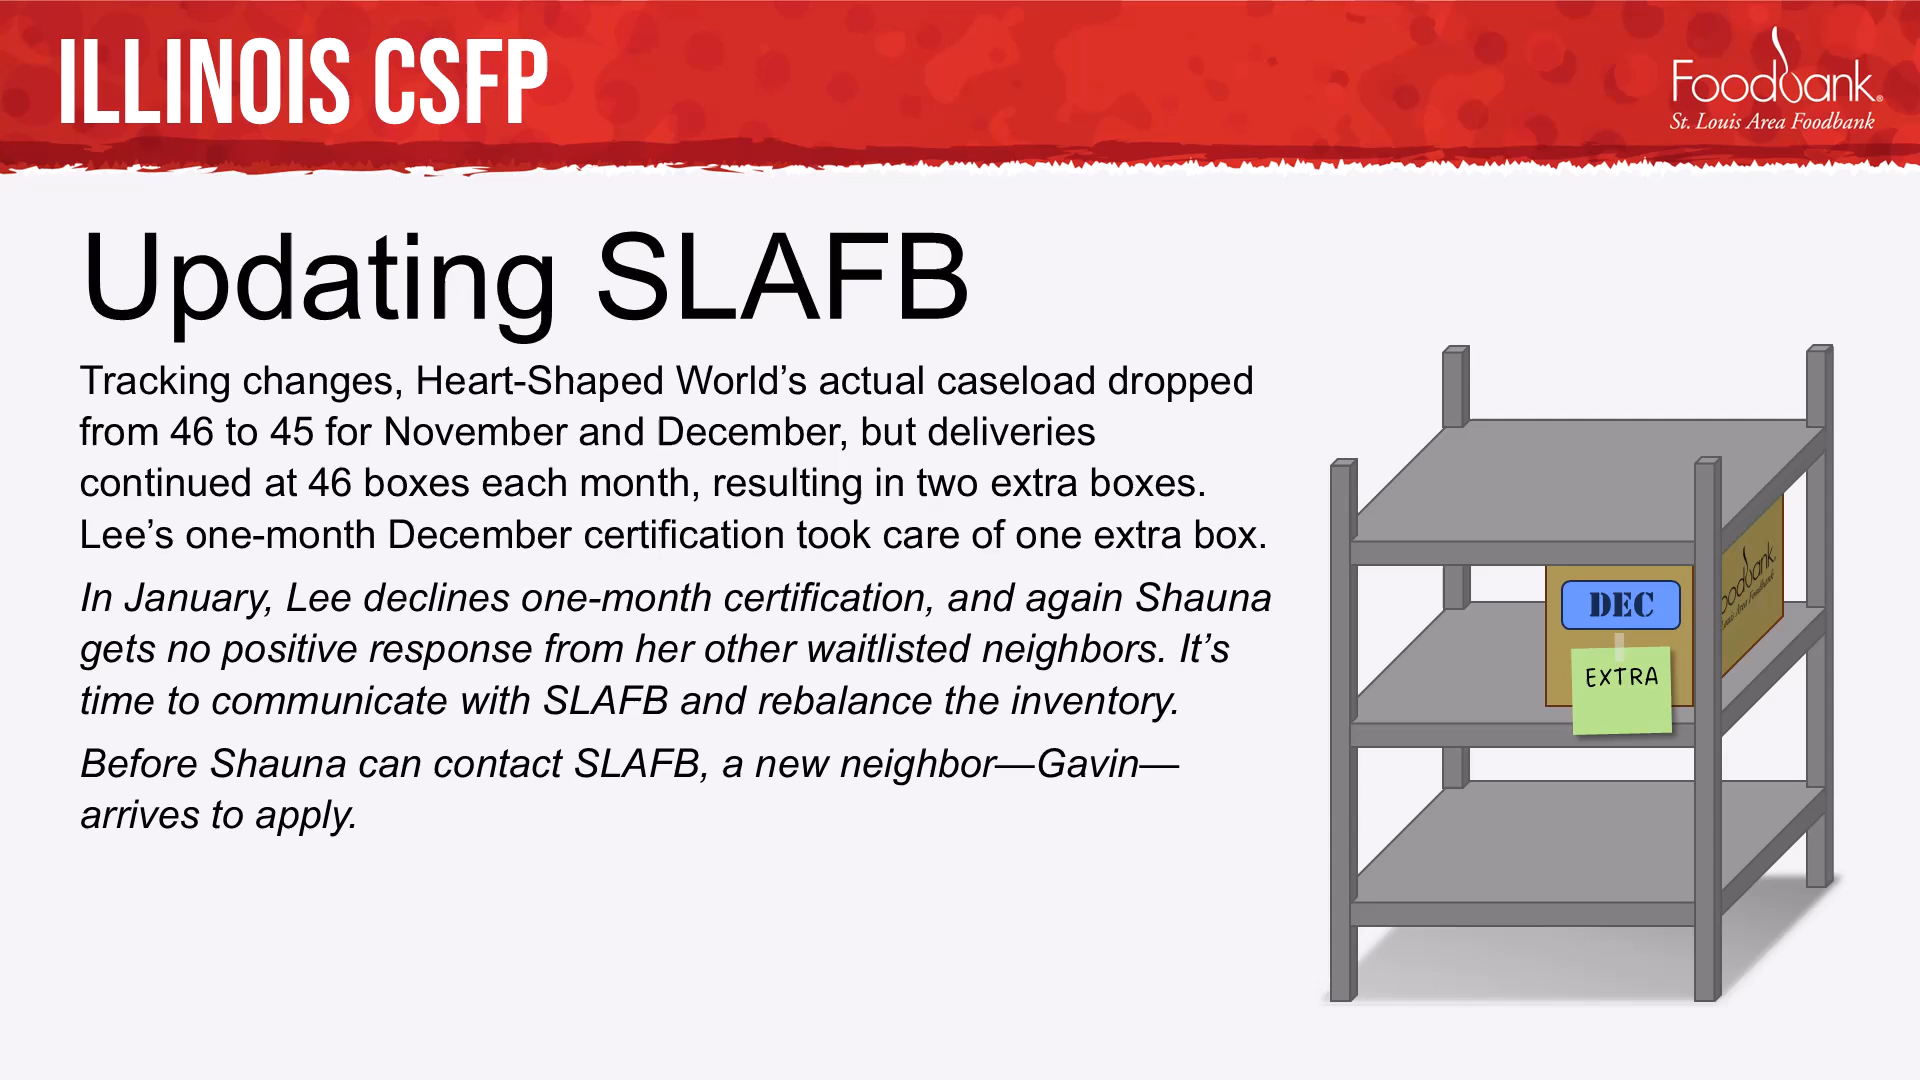 ILLINOIS CSFP
Foodbank®
St. Louis Area Foodbank
Updating SLAFB
Tracking changes, Heart-Shaped World’s actual caseload dropped
from 46 to 45 for November and December, but deliveries
continued at 46 boxes each month, resulting in two extra boxes.
Lee’s one-month December certification took care of one extra box.
In January, Lee declines one-month certification, and again Shauna
gets no positive response from her other waitlisted neighbors. It’s
time to communicate with SLAFB and rebalance the inventory.
Before Shauna can contact SLAFB, a new neighbor—Gavin—
arrives to apply.
DEC
EXTRA
oodbank.
Louis Area Foodbank